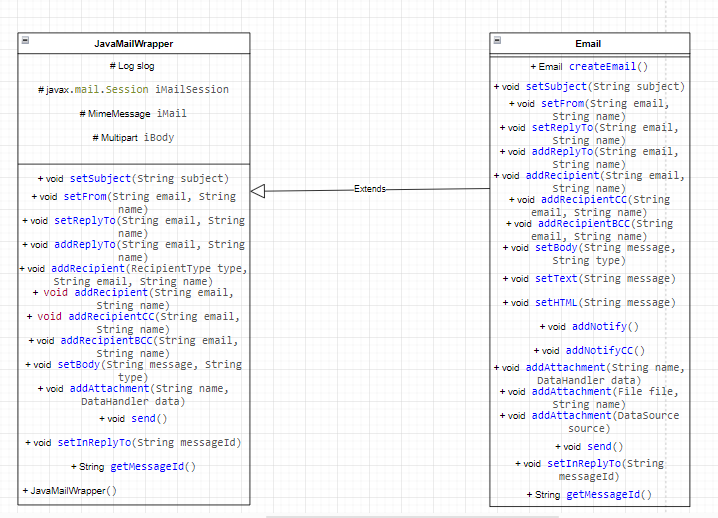 JavaMailWrapper
# Log slog
# javax.mail.Session iMailSession
# MimeMessage iMail
# Multipart iBody
+ void setSubject(String subject)
+ void setFrom(String email, String
name)
+ void setReplyTo(String email, String
name)
+ void addReplyTo(String email, String
name)
+ void addRecipient(RecipientType type,
String email, String name)
+ void addRecipient(String email,
String name)
+ void addRecipientCC(String email,
String name)
+ void addRecipientBCC(String email,
String name)
+ void setBody(String message, String
type)
+ void addAttachment(String name,
DataHandler data)
+ void send()
+ void setInReplyTo(String messageId)
+ String getMessageId()
+ JavaMailWrapper()
Extends
Email
+ Email createEmail()
+ void setSubject(String subject)
+ void setFrom(String email,
String name)
+ void setReplyTo(String email,
String name)
+ void addReplyTo(String email,
String name)
+ void addRecipient(String email,
String name)
+ void addRecipientCC(String
email, String name)
+ void addRecipientBCC(String
email, String name)
+ void setBody(String message,
String type)
+ void setText(String message)
+ void setHTML(String message)
+ void addNotify()
+ void addNotifyCC()
+ void addAttachment(String name,
DataHandler data)
+ void addAttachment(File file,
String name)
+ void addAttachment(DataSource
source)
+ void send()
+ void setInReplyTo(String
messageId)
+ String getMessageId()